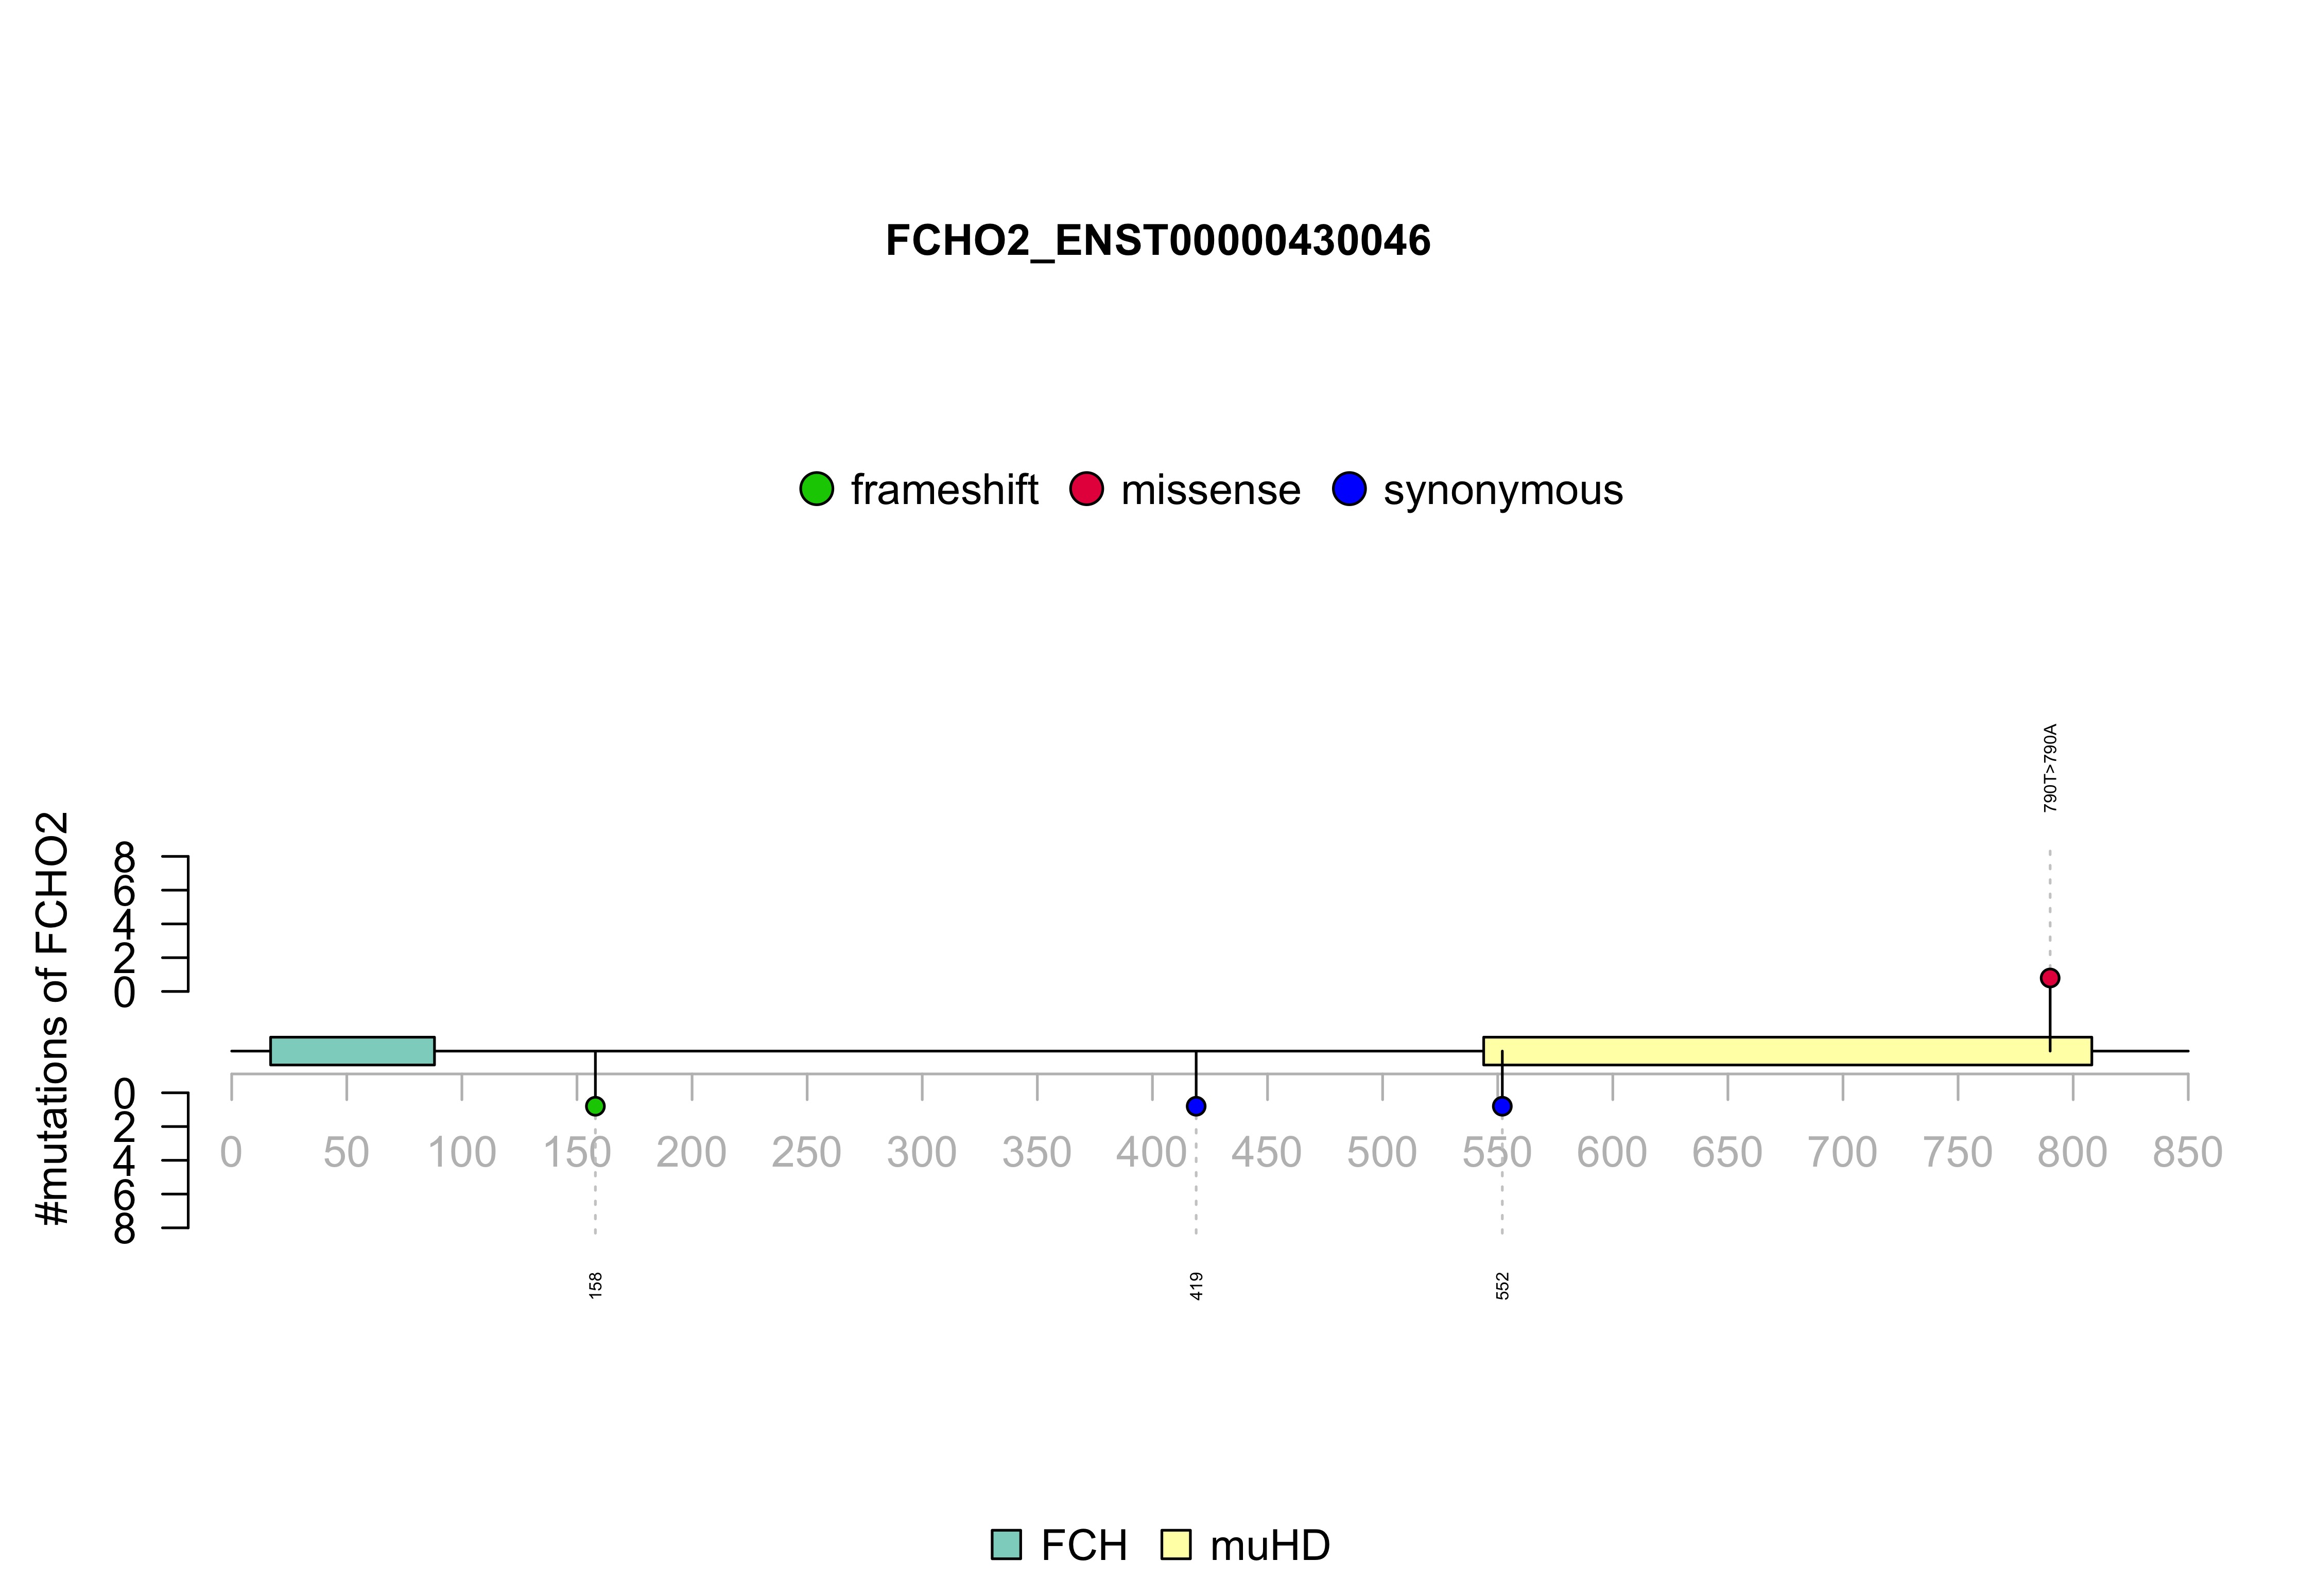 FCHO2_ENST00000430046
frameshift missense synonymous
790T>790A
#mutations of FCHO2
8
6
4
2
0
0
2
4
6
8
0 50 100 150 200 250 300 350 400 450 500 550 600 650 700 750 800 850
158 419 552
FCH muHD